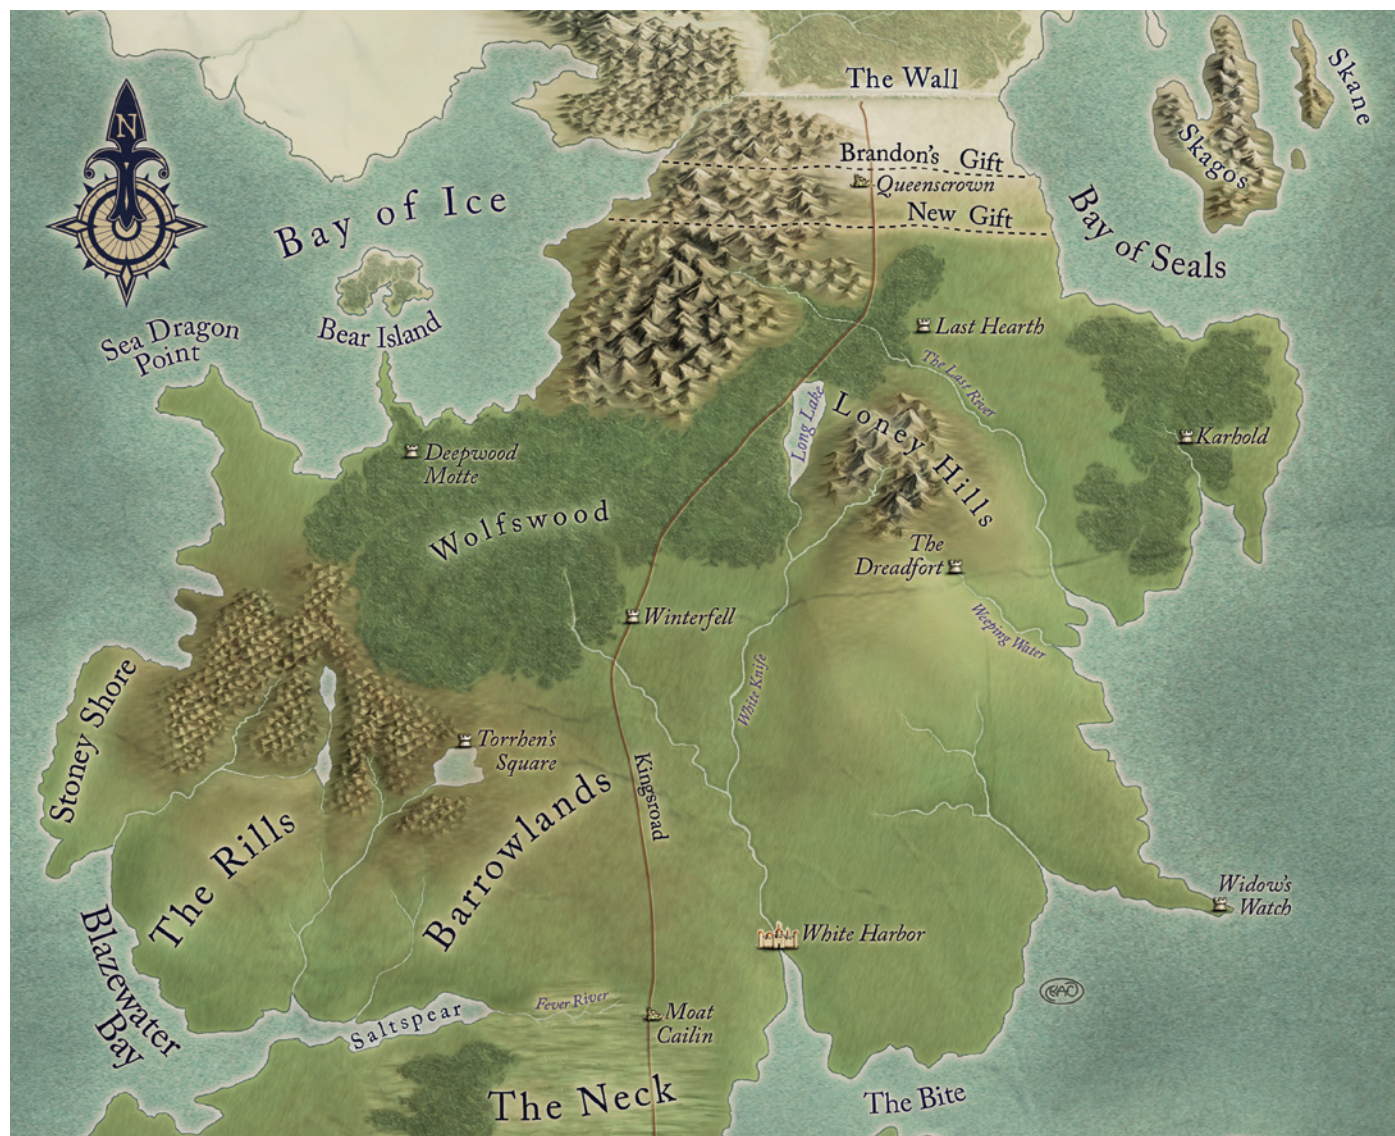 The Wall
Skane
N
Skagos
Brandon's Gift
Queenscrown
New Gift
Bay of Ice
Bay of Seals
Sea Dragon
Point
Bear Island
Last Hearth
The Last River
Long Lake
Loney Hills
Karhold
Deepwood
Motte
Wolfswood
The
Dreadfort
Winterfell
Weeping Water
White Knife
Stoney Shore
Torrhen's
Square
Kingsroad
The Rills
Barrowlands
Widow's
Watch
Blazewater
Bay
White Harbor
Fever River
Saltspear
Moat
Cailin
The Neck
The Bite